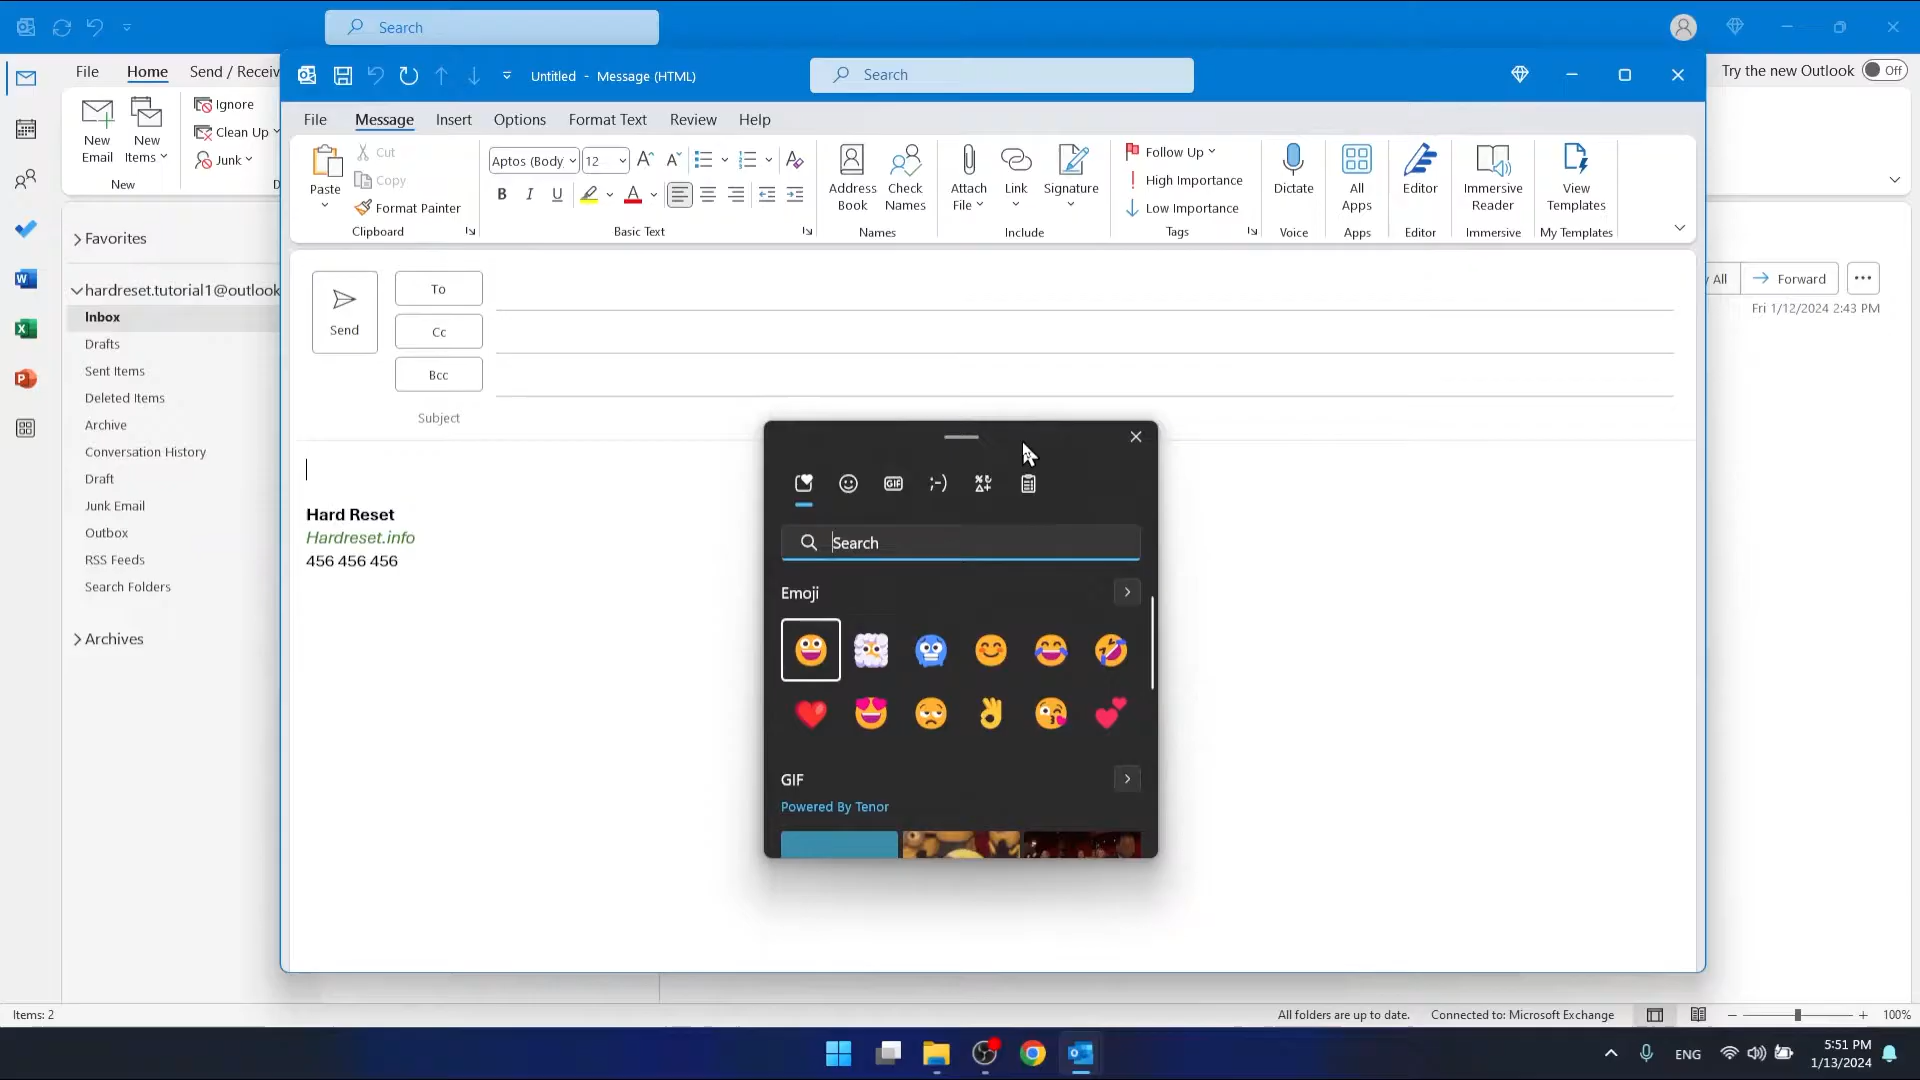 Search
File
Home
Send / Receiv
Try the new Outlook
Off
New Email
New Items
Ignore
Clean Up
Junk
New
Favorites
hardreset.tutorial1@outlook
Inbox
Drafts
Sent Items
Deleted Items
Archive
Conversation History
Draft
Junk Email
Outbox
RSS Feeds
Search Folders
Archives
Untitled - Message (HTML)
Search
File
Message
Insert
Options
Format Text
Review
Help
Paste
Cut
Copy
Format Painter
Clipboard
Aptos (Body
12
Basic Text
Address Book
Check Names
Names
Attach File
Link
Signature
Include
Follow Up
High Importance
Low Importance
Tags
Dictate
Voice
All Apps
Apps
Editor
Editor
Immersive Reader
Immersive
View Templates
My Templates
All
Forward
Fri 1/12/2024 2:43 PM
Send
To
Cc
Bcc
Subject
Hard Reset
Hardreset.info
456 456 456
GIF
;-)
Search
Emoji
GIF
Powered By Tenor
Items: 2
All folders are up to date.
Connected to: Microsoft Exchange
100%
ENG
5:51 PM
1/13/2024